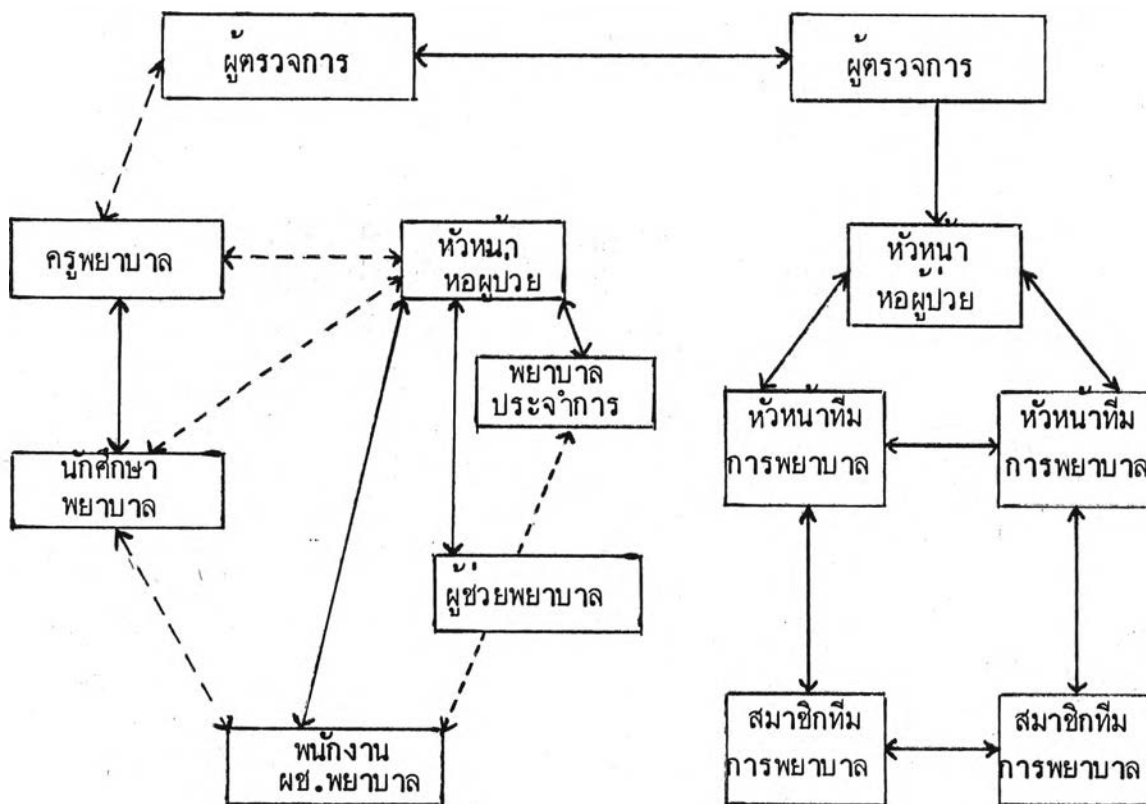 ผู้ตรวจการ
ผู้ตรวจการ
ครูพยาบาล
หัวหน้า
หอผู้ป่วย
หัวหน้า
หอผู้ป่วย
พยาบาล
ประจำการ
หัวหน้าทีม
การพยาบาล
หัวหน้าทีม
การพยาบาล
นักศึกษา
พยาบาล
ผู้ช่วยพยาบาล
พนักงาน
ผช.พยาบาล
สมาชิกทีม
การพยาบาล
สมาชิกทีม
การพยาบาล